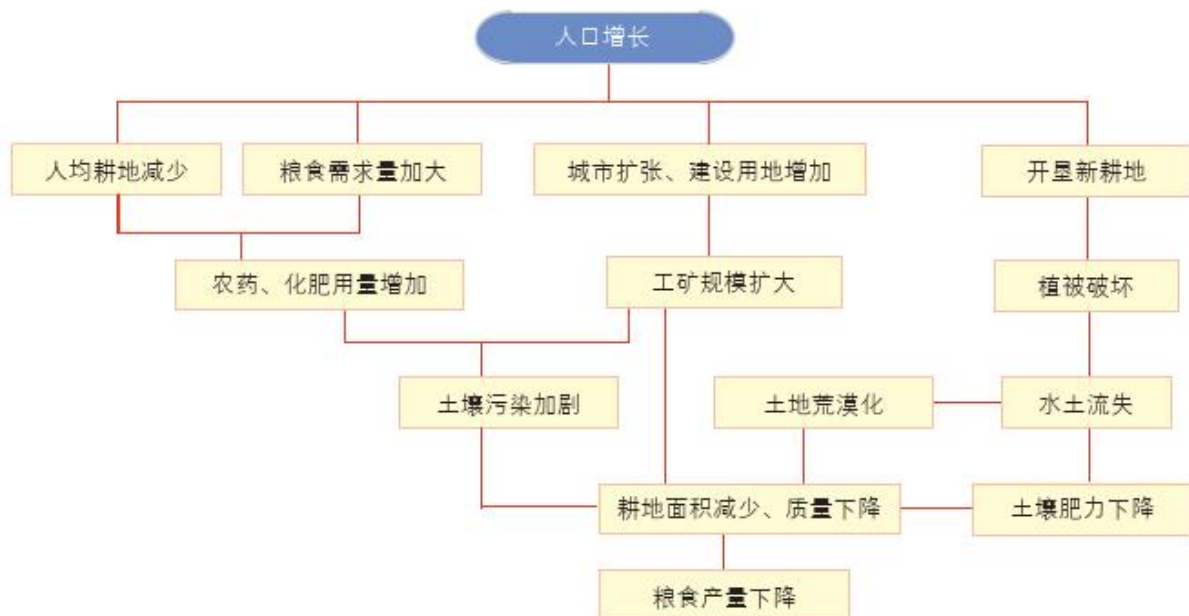 人口增长
人均耕地减少
粮食需求量加大
城市扩张、建设用地增加
开垦新耕地
农药、化肥用量增加
工矿规模扩大
植被破坏
土壤污染加剧
土地荒漠化
水土流失
耕地面积减少、质量下降
土壤肥力下降
粮食产量下降